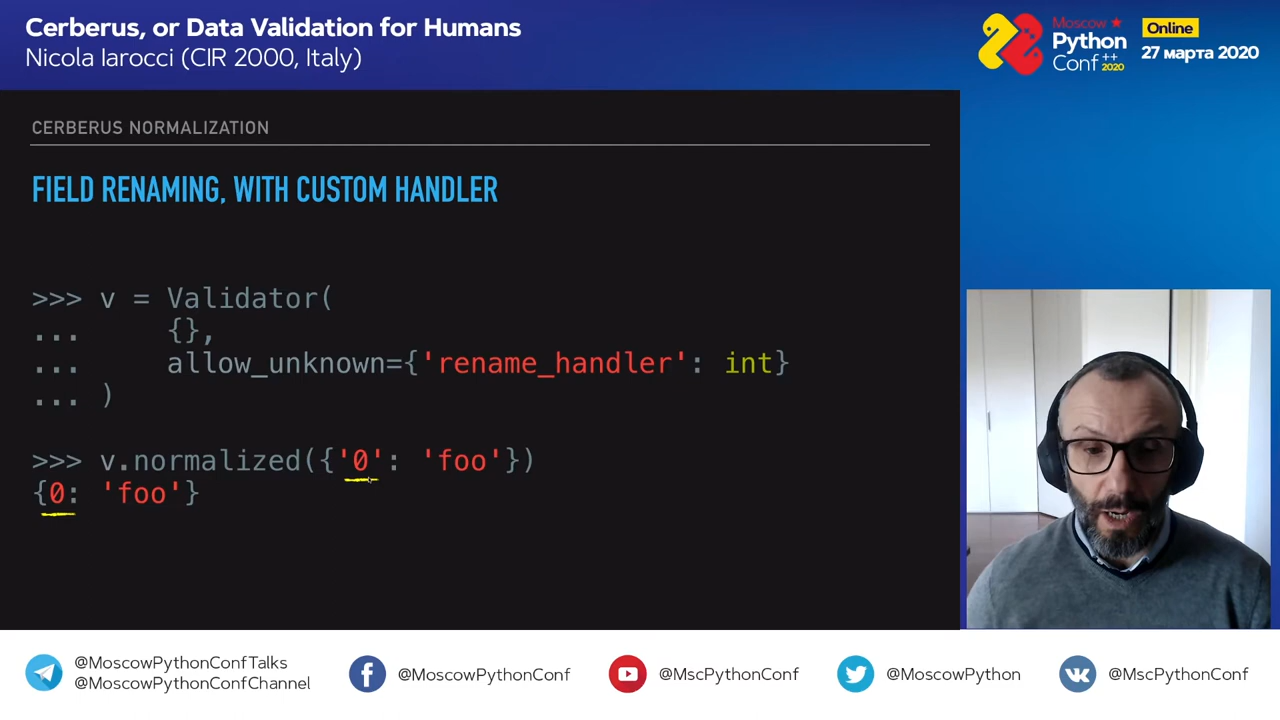 Cerberus, or Data Validation for Humans
Nicola Iarocci (CIR 2000, Italy)
Moscow
Python
Conf ++
2020
Online
27 марта 2020
CERBERUS NORMALIZATION
FIELD RENAMING, WITH CUSTOM HANDLER
>>> v = Validator(
...     {},
...     allow_unknown={'rename_handler': int}
... )
>>> v.normalized({'0': 'foo'})
{0: 'foo'}
@MoscowPythonConfTalks
@MoscowPythonConfChannel
@MoscowPythonConf
@MscPythonConf
@MoscowPython
@MscPythonConf